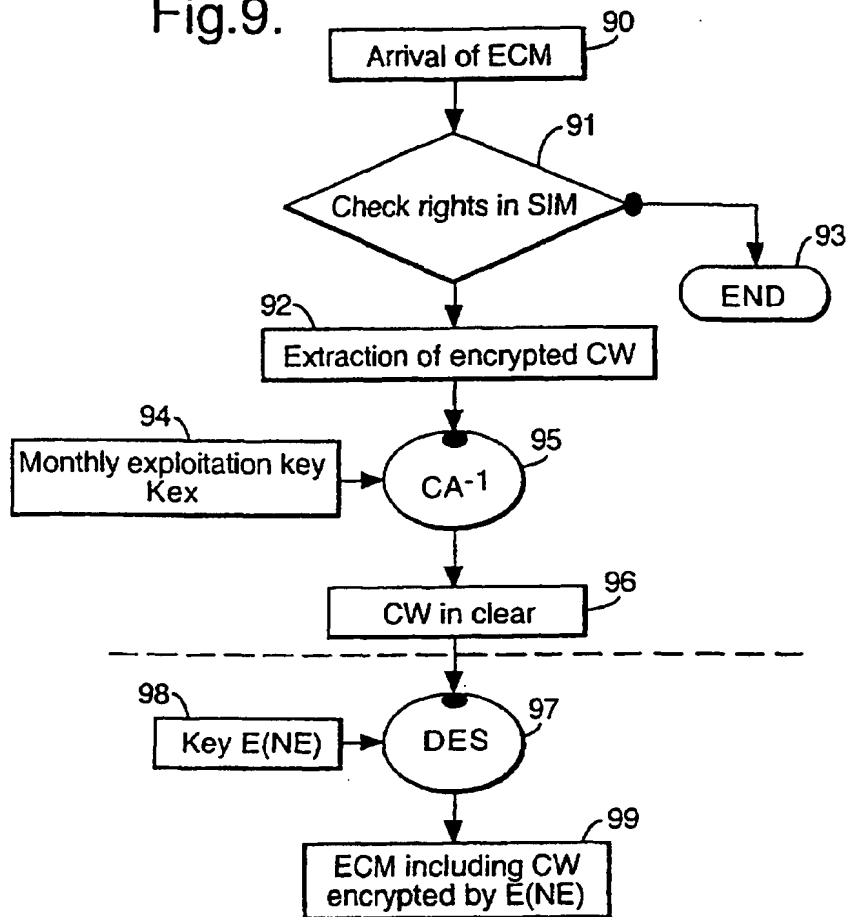 Fig.9.
90
Arrival of ECM
91
Check rights in SIM
93
END
92
Extraction of encrypted CW
94
Monthly exploitation key
Kex
95
CA-1
96
CW in clear
98
Key E(NE)
97
DES
99
ECM including CW
encrypted by E(NE)